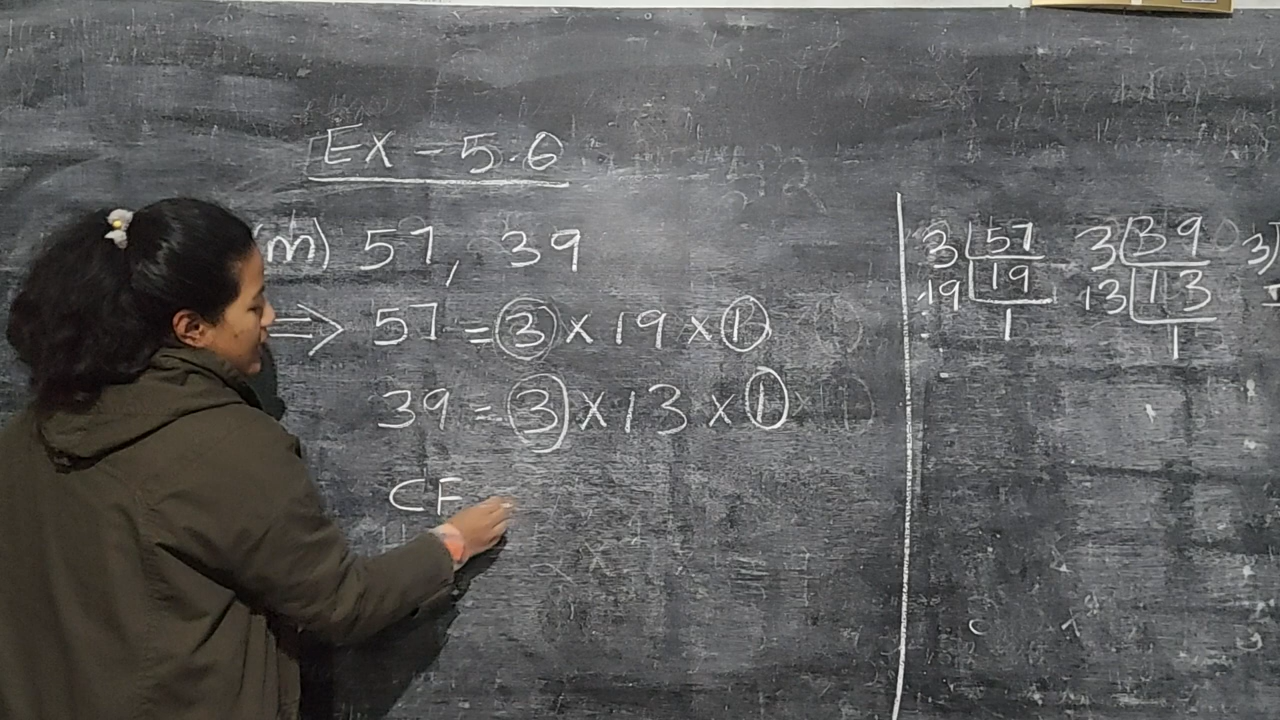 Ex - 5.6
(m) 57, 39
⇒ 57 = 3 × 19 × 1
39 = 3 × 13 × 1
CF
3 57
19 19
1
3 39
13 13
1
3)